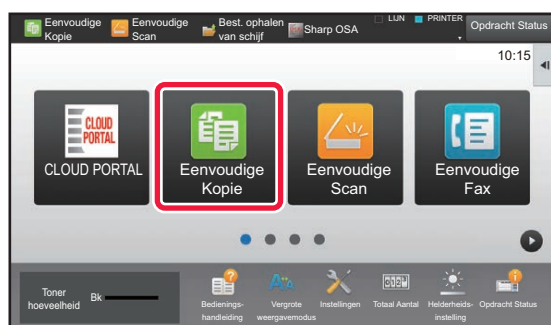 Eenvoudige
Kopie
Eenvoudige
Scan
Best. ophalen
van schijf
Sharp OSA
LIJN
PRINTER
Opdracht Status
10:15
CLOUD
PORTAL
CLOUD PORTAL
Eenvoudige
Kopie
Eenvoudige
Scan
Eenvoudige
Fax
Toner
hoeveelheid
Bk
Bedienings-
handleiding
Vergrote
weergavemodus
Instellingen
Totaal Aantal
Helderheids-
instelling
Opdracht Status